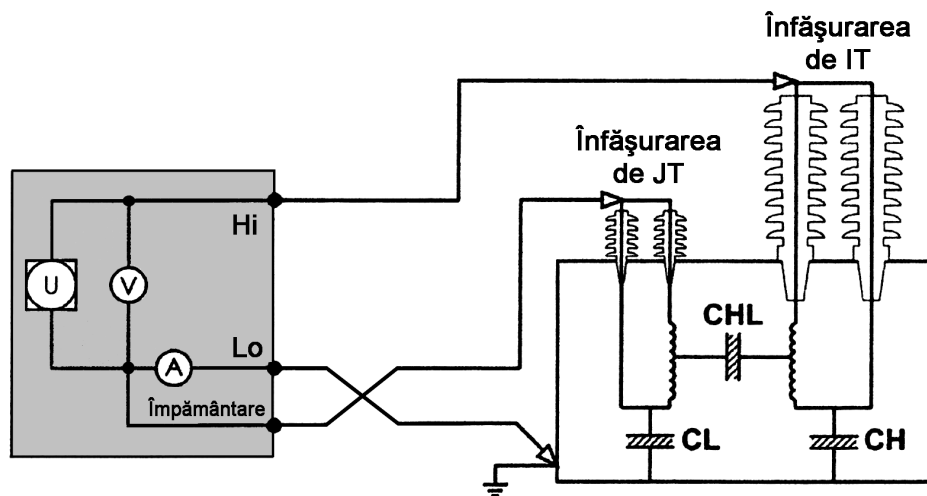 Înfăşurarea
de IT
Înfăşurarea
de JT
Hi
U
V
CHL
Lo
A
Împământare
CL
CH